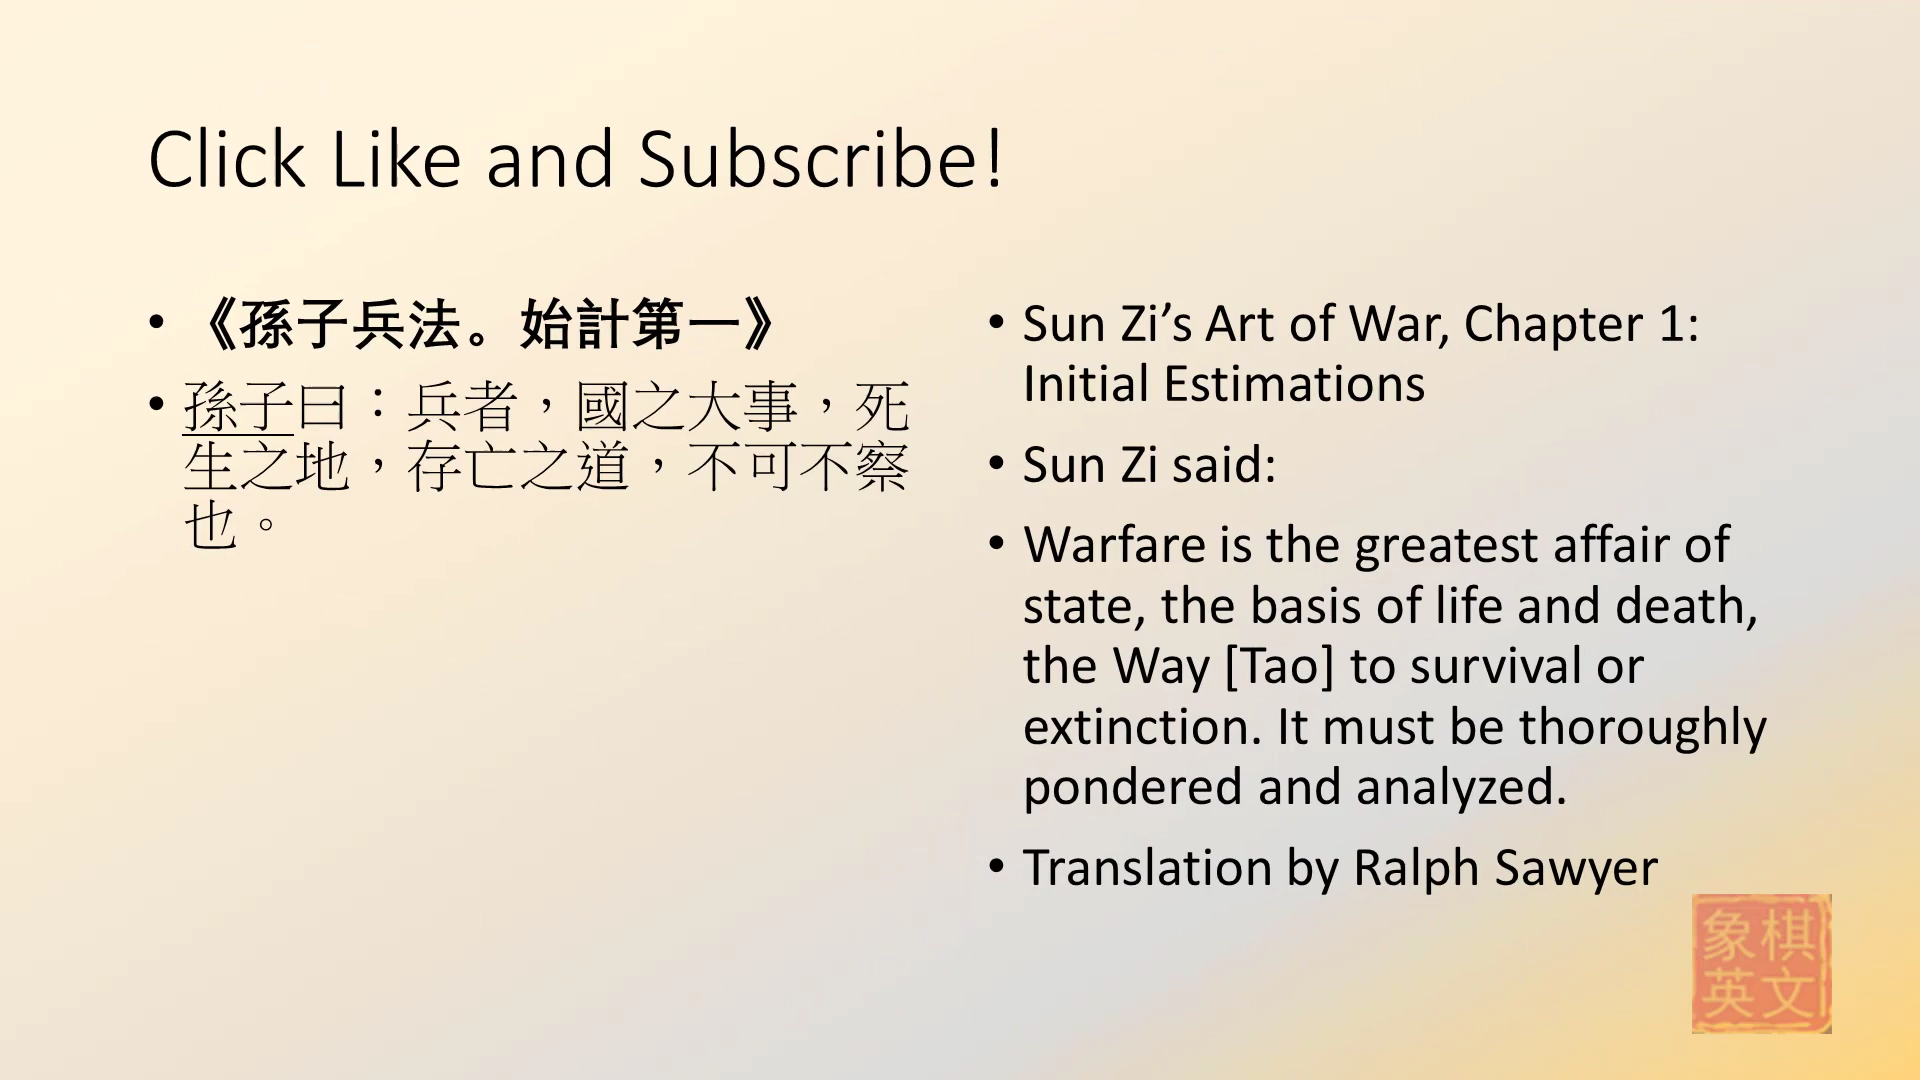 Click Like and Subscribe!
• 《孫子兵法。始計第一》
• 孫子曰：兵者，國之大事，死
生之地，存亡之道，不可不察
也。
• Sun Zi’s Art of War, Chapter 1:
Initial Estimations
• Sun Zi said:
• Warfare is the greatest affair of
state, the basis of life and death,
the Way [Tao] to survival or
extinction. It must be thoroughly
pondered and analyzed.
• Translation by Ralph Sawyer
象棋
英文